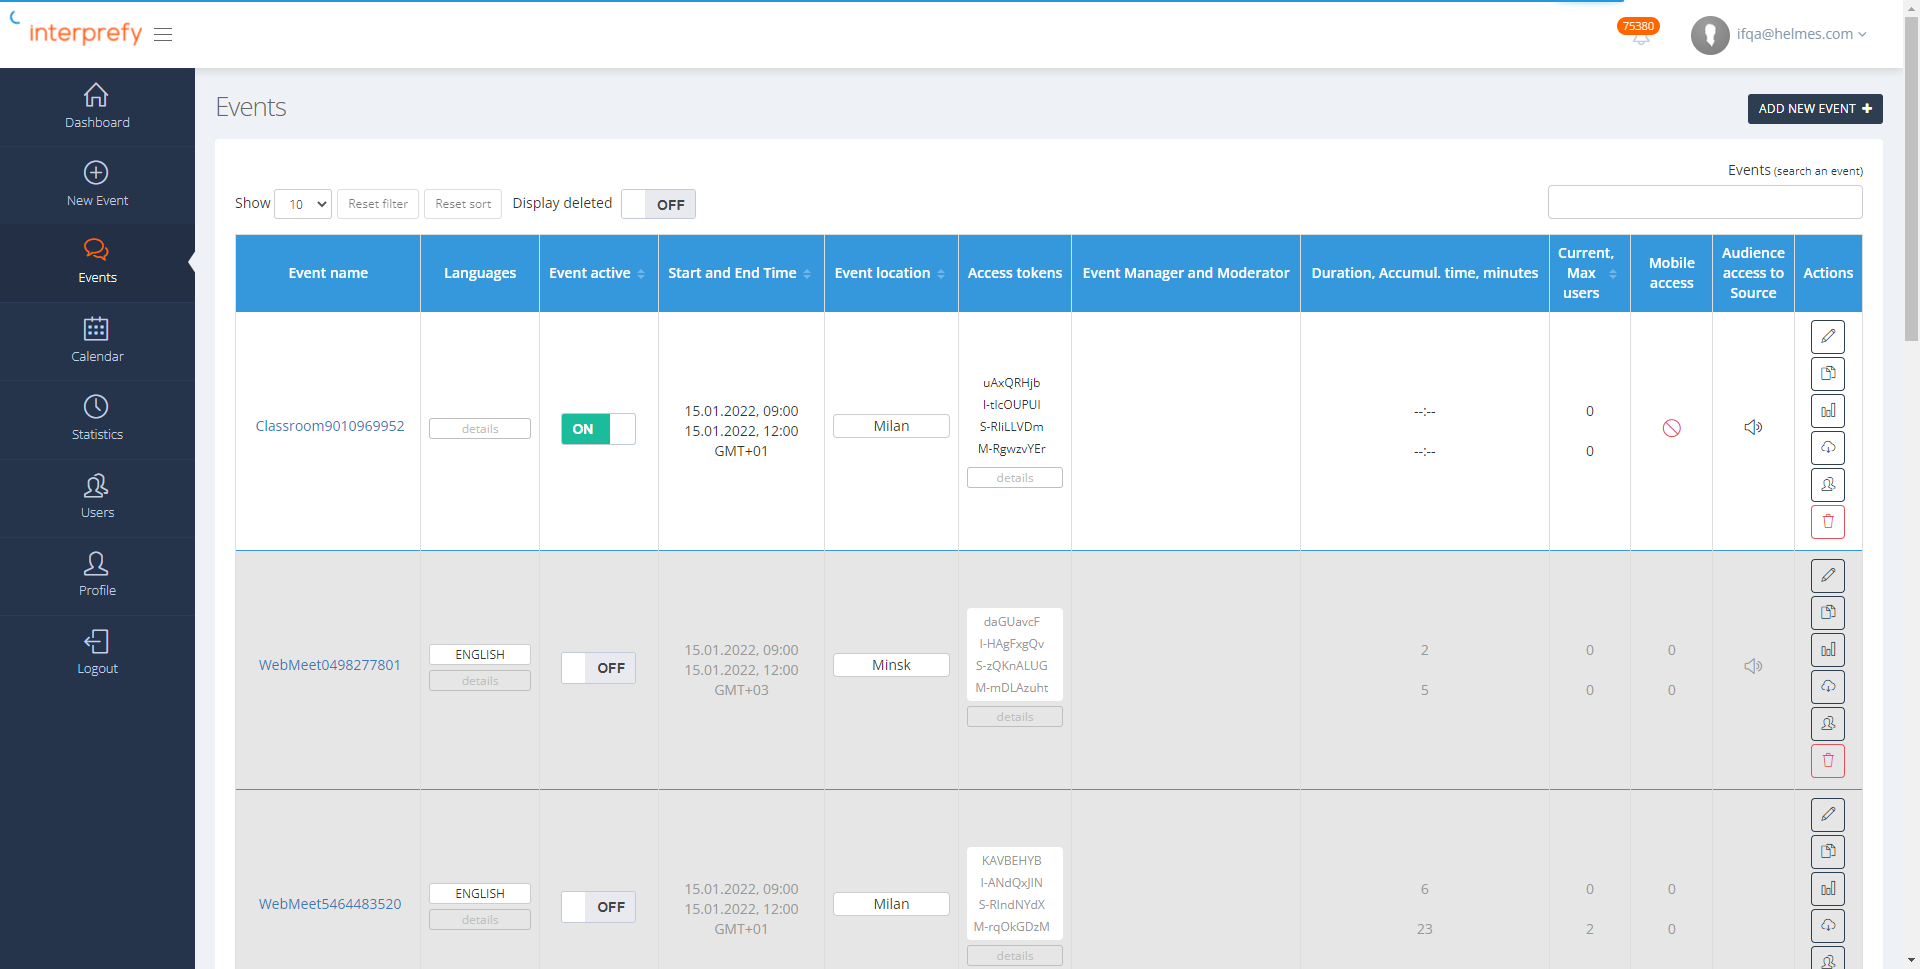 interprefy
75380
ifqa@helmes.com
Dashboard
New Event
Events
Calendar
Statistics
Users
Profile
Logout
Events
ADD NEW EVENT
Events (search an event)
Show 10 Reset filter Reset sort Display deleted OFF
Event name
Languages
Event active
Start and End Time
Event location
Access tokens
Event Manager and Moderator
Duration, Accumul. time, minutes
Current,
Max
users
Mobile
access
Audience
access to
Source
Actions
Classroom9010969952
details
ON
15.01.2022, 09:00
15.01.2022, 12:00
GMT+01
Milan
uAxQRHjb
I-tIcOUPUI
S-RIiLLVDm
M-RgwzvYEr
details
--:--
--:--
0
0
WebMeet0498277801
ENGLISH
details
OFF
15.01.2022, 09:00
15.01.2022, 12:00
GMT+03
Minsk
daGUavcF
I-HAgFxgQv
S-zQKnALUG
M-mDLAzuht
details
2
5
0
0
0
0
WebMeet5464483520
ENGLISH
details
OFF
15.01.2022, 09:00
15.01.2022, 12:00
GMT+01
Milan
KAVBEHYB
I-ANdQxJIN
S-RIndNYdX
M-rqOkGDzM
details
6
23
0
2
0
0